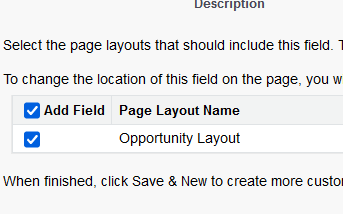 Description
Select the page layouts that should include this field.
To change the location of this field on the page, you
Add Field Page Layout Name
Opportunity Layout
When finished, click Save & New to create more